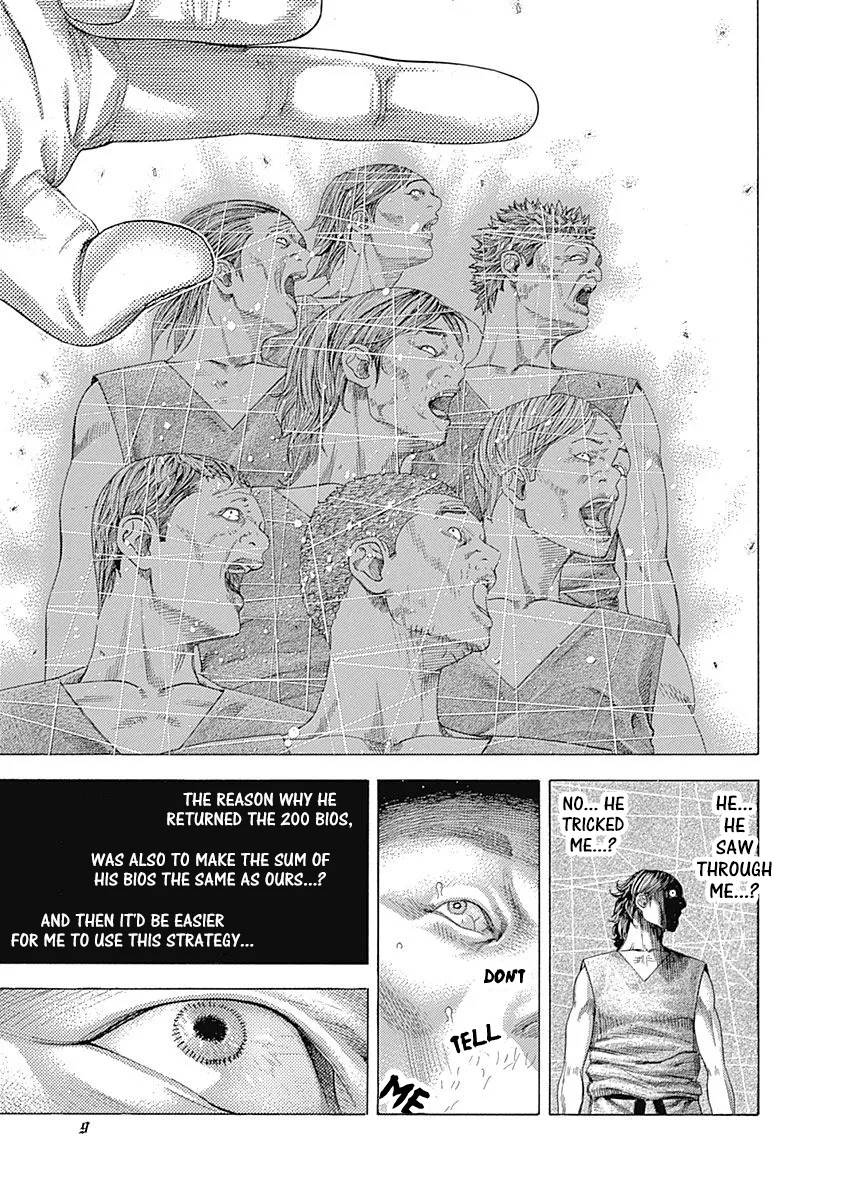 HE...
HE
SAW
THROUGH
ME...?
NO... HE
TRICKED
ME...?
DON'T
TELL
ME
THE REASON WHY HE
RETURNED THE 200 BIOS,
WAS ALSO TO MAKE THE SUM OF
HIS BIOS THE SAME AS OURS...?
AND THEN IT'D BE EASIER
FOR ME TO USE THIS STRATEGY...
9